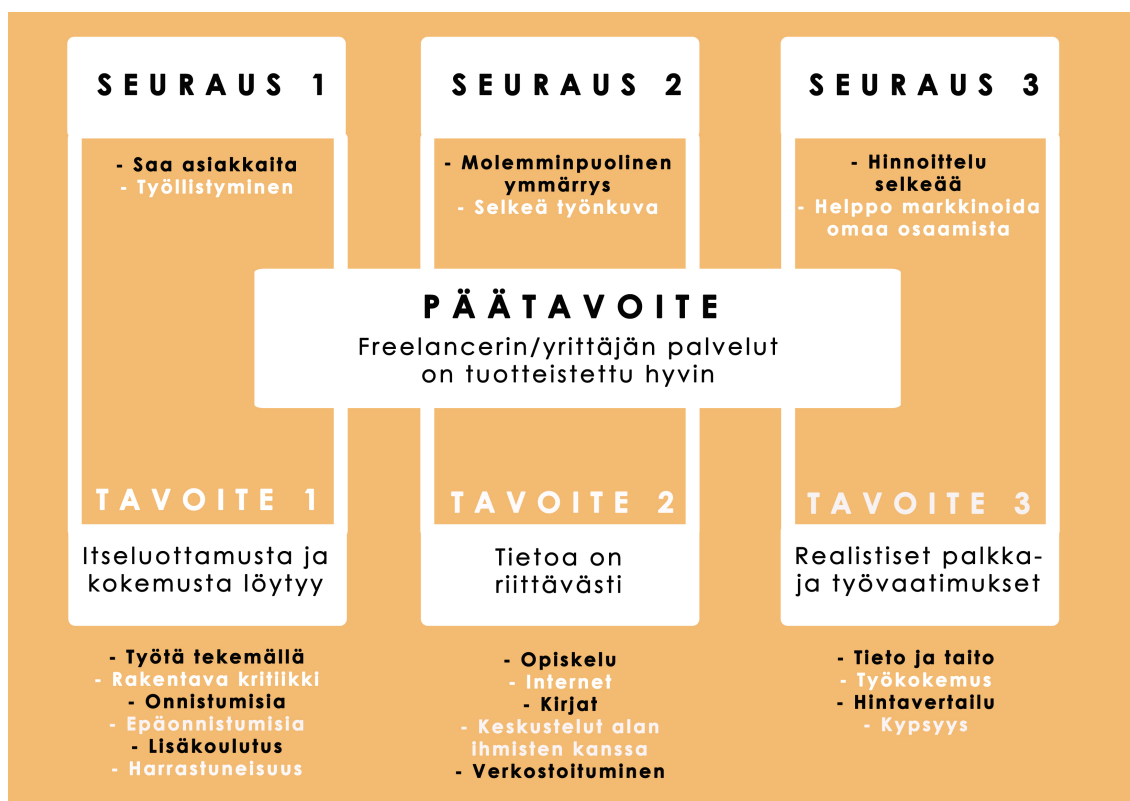 SEURAUS 1
- Saa asiakkaita
- Työllistyminen
SEURAUS 2
- Molemminpuolinen
ymmärrys
- Selkeä työnkuva
SEURAUS 3
- Hinnoittelu
selkeää
- Helppo markkinoida
omaa osaamista
PÄÄTAVOITE
Freelancerin/yrittäjän palvelut
on tuotteistettu hyvin
TAVOITE 1
Itseluottamusta ja
kokemusta löytyy
- Työtä tekemällä
- Rakentava kritiikki
- Onnistumisia
- Epäonnistumisia
- Lisäkoulutus
- Harrastuneisuus
TAVOITE 2
Tietoa on
riittävästi
- Opiskelu
- Internet
- Kirjat
- Keskustelut alan
ihmisten kanssa
- Verkostoituminen
TAVOITE 3
Realistiset palkka-
ja työvaatimukset
- Tieto ja taito
- Työkokemus
- Hintavertailu
- Kypsyys